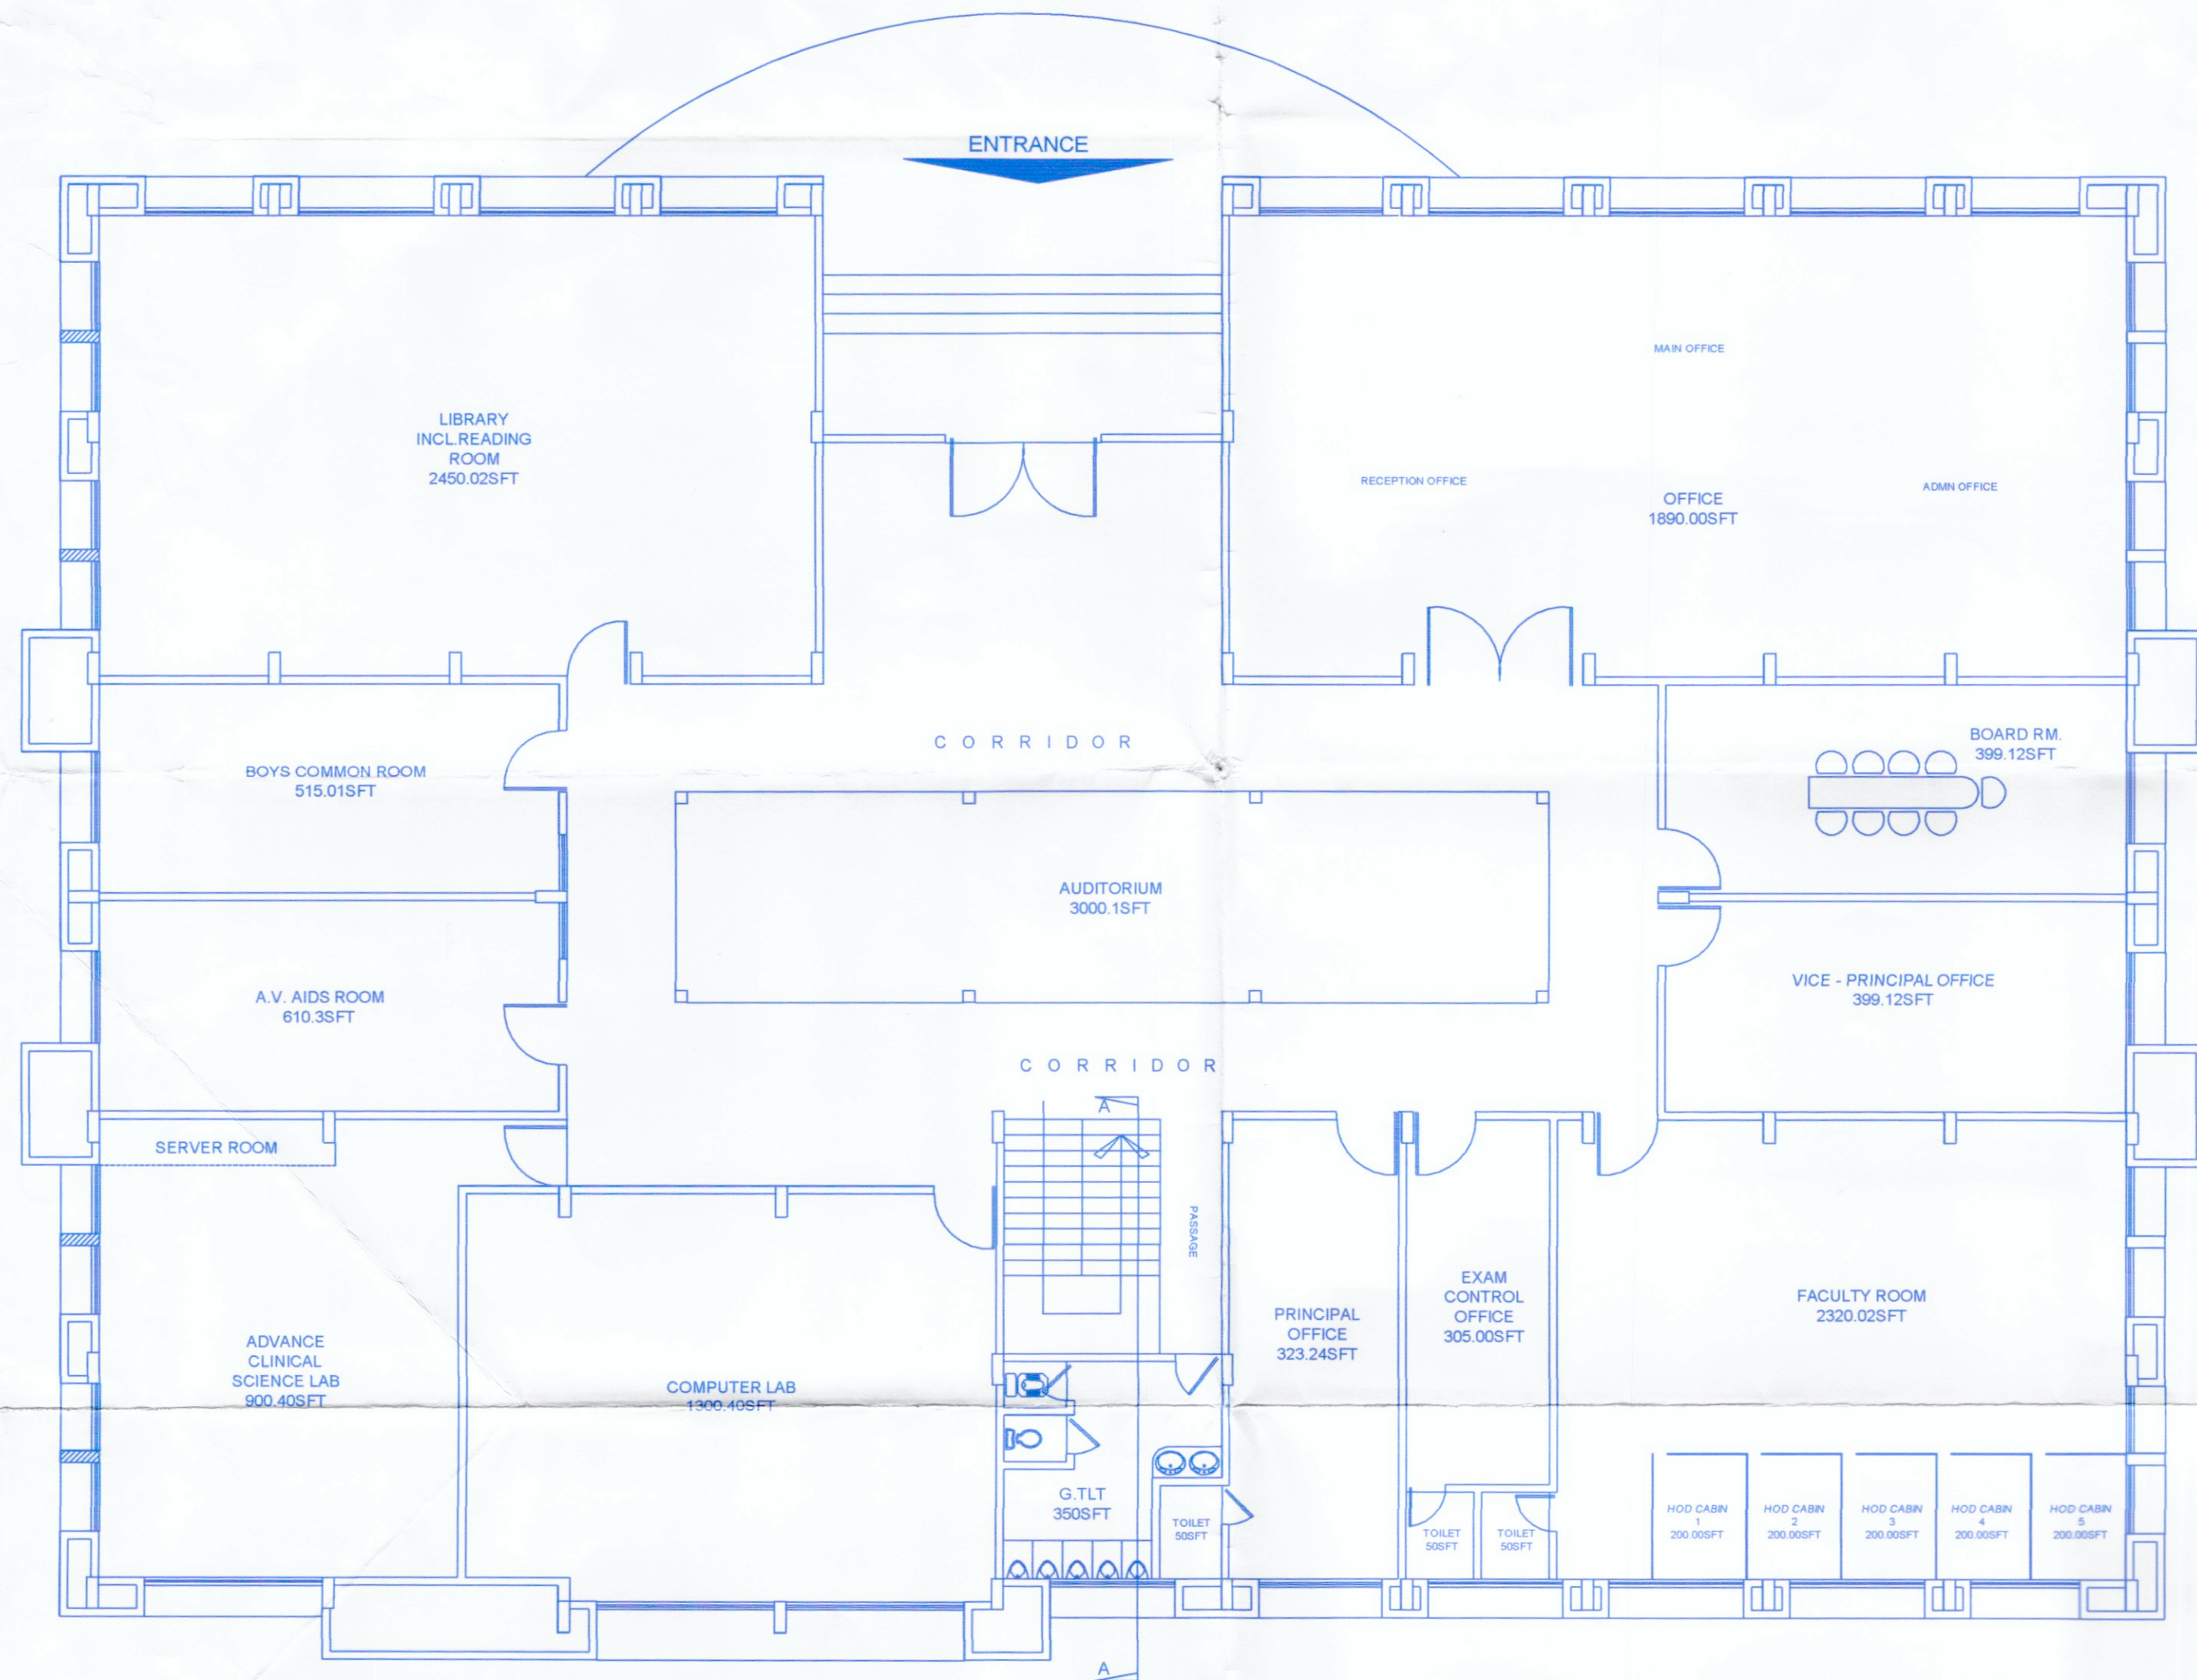 ENTRANCE
MAIN OFFICE
LIBRARY
INCL.READING
ROOM
2450.02SFT
RECEPTION OFFICE
ADMN OFFICE
OFFICE
1890.00SFT
CORRIDOR
BOARD RM.
399.12SFT
BOYS COMMON ROOM
515.01SFT
AUDITORIUM
3000.1SFT
A.V. AIDS ROOM
610.3SFT
VICE - PRINCIPAL OFFICE
399.12SFT
CORRIDOR
A
SERVER ROOM
PASSAGE
PRINCIPAL
OFFICE
323.24SFT
EXAM
CONTROL
OFFICE
305.00SFT
FACULTY ROOM
2320.02SFT
ADVANCE
CLINICAL
SCIENCE LAB
900.40SFT
COMPUTER LAB
1300.40SFT
G.TLT
350SFT
TOILET
50SFT
TOILET
50SFT
TOILET
50SFT
HOD CABIN
1
200.00SFT
HOD CABIN
2
200.00SFT
HOD CABIN
3
200.00SFT
HOD CABIN
4
200.00SFT
HOD CABIN
5
200.00SFT
A